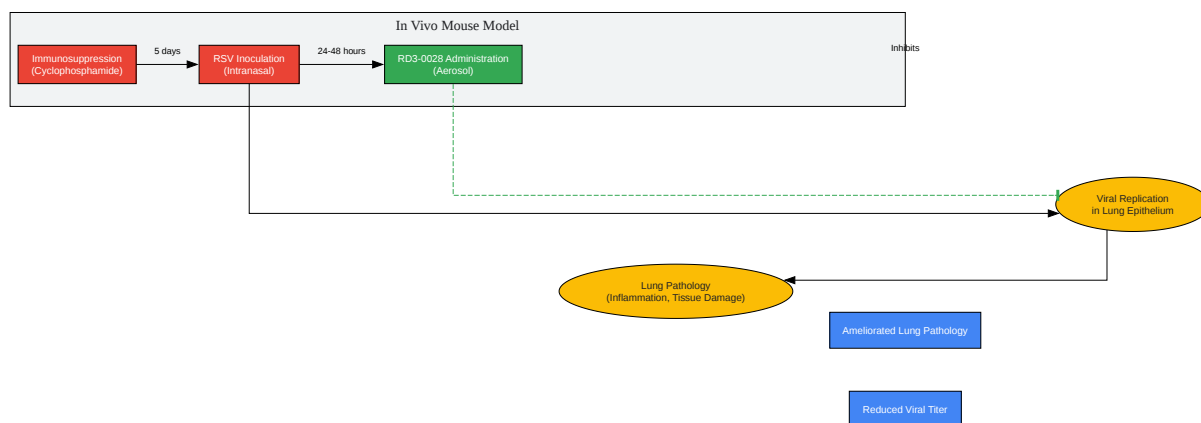 In Vivo Mouse Model
Immunosuppression
(Cyclophosphamide)
5 days
RSV Inoculation
(Intranasal)
24-48 hours
RD3-0028 Administration
(Aerosol)
Inhibits
Viral Replication
in Lung Epithelium
Lung Pathology
(Inflammation, Tissue Damage)
Ameliorated Lung Pathology
Reduced Viral Titer